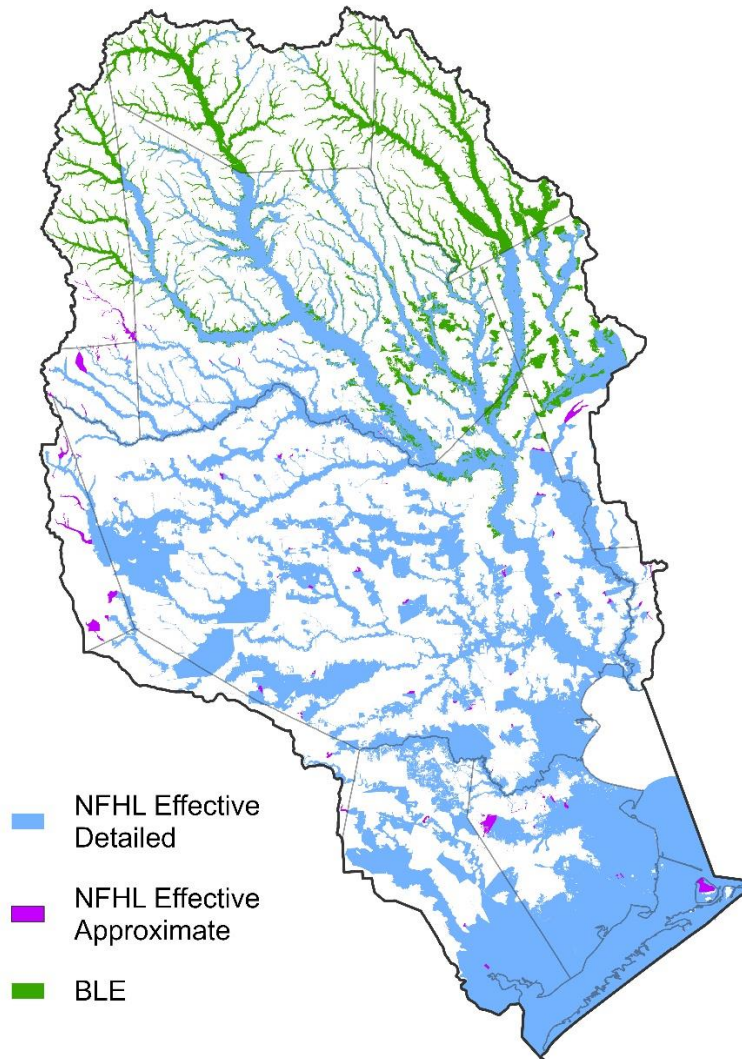 NFHL Effective
Detailed
NFHL Effective
Approximate
BLE